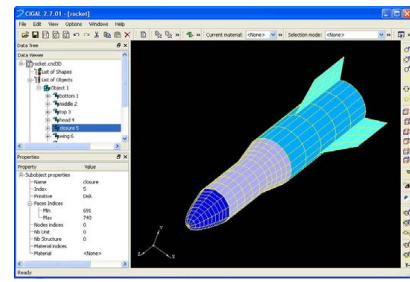 CIGAL 2.7.01 - [rocket]
File Edit View Options Windows Help
Current material: <None> Selection mode: <None>
Data Tree
Data Viewer
rocket.cnd3D
List of Shapes
List of Objects
Object 1
bottom 1
middle 2
top 3
head 4
closure 5
wing 6
Properties
Property Value
Subobject properties
Name closure
Index 5
Primitive Disk
Faces Indices
Min 691
Max 740
Nodes Indices 0
Nb Unit 0
Nb Structure 0
Material indices
Material <None>
Ready